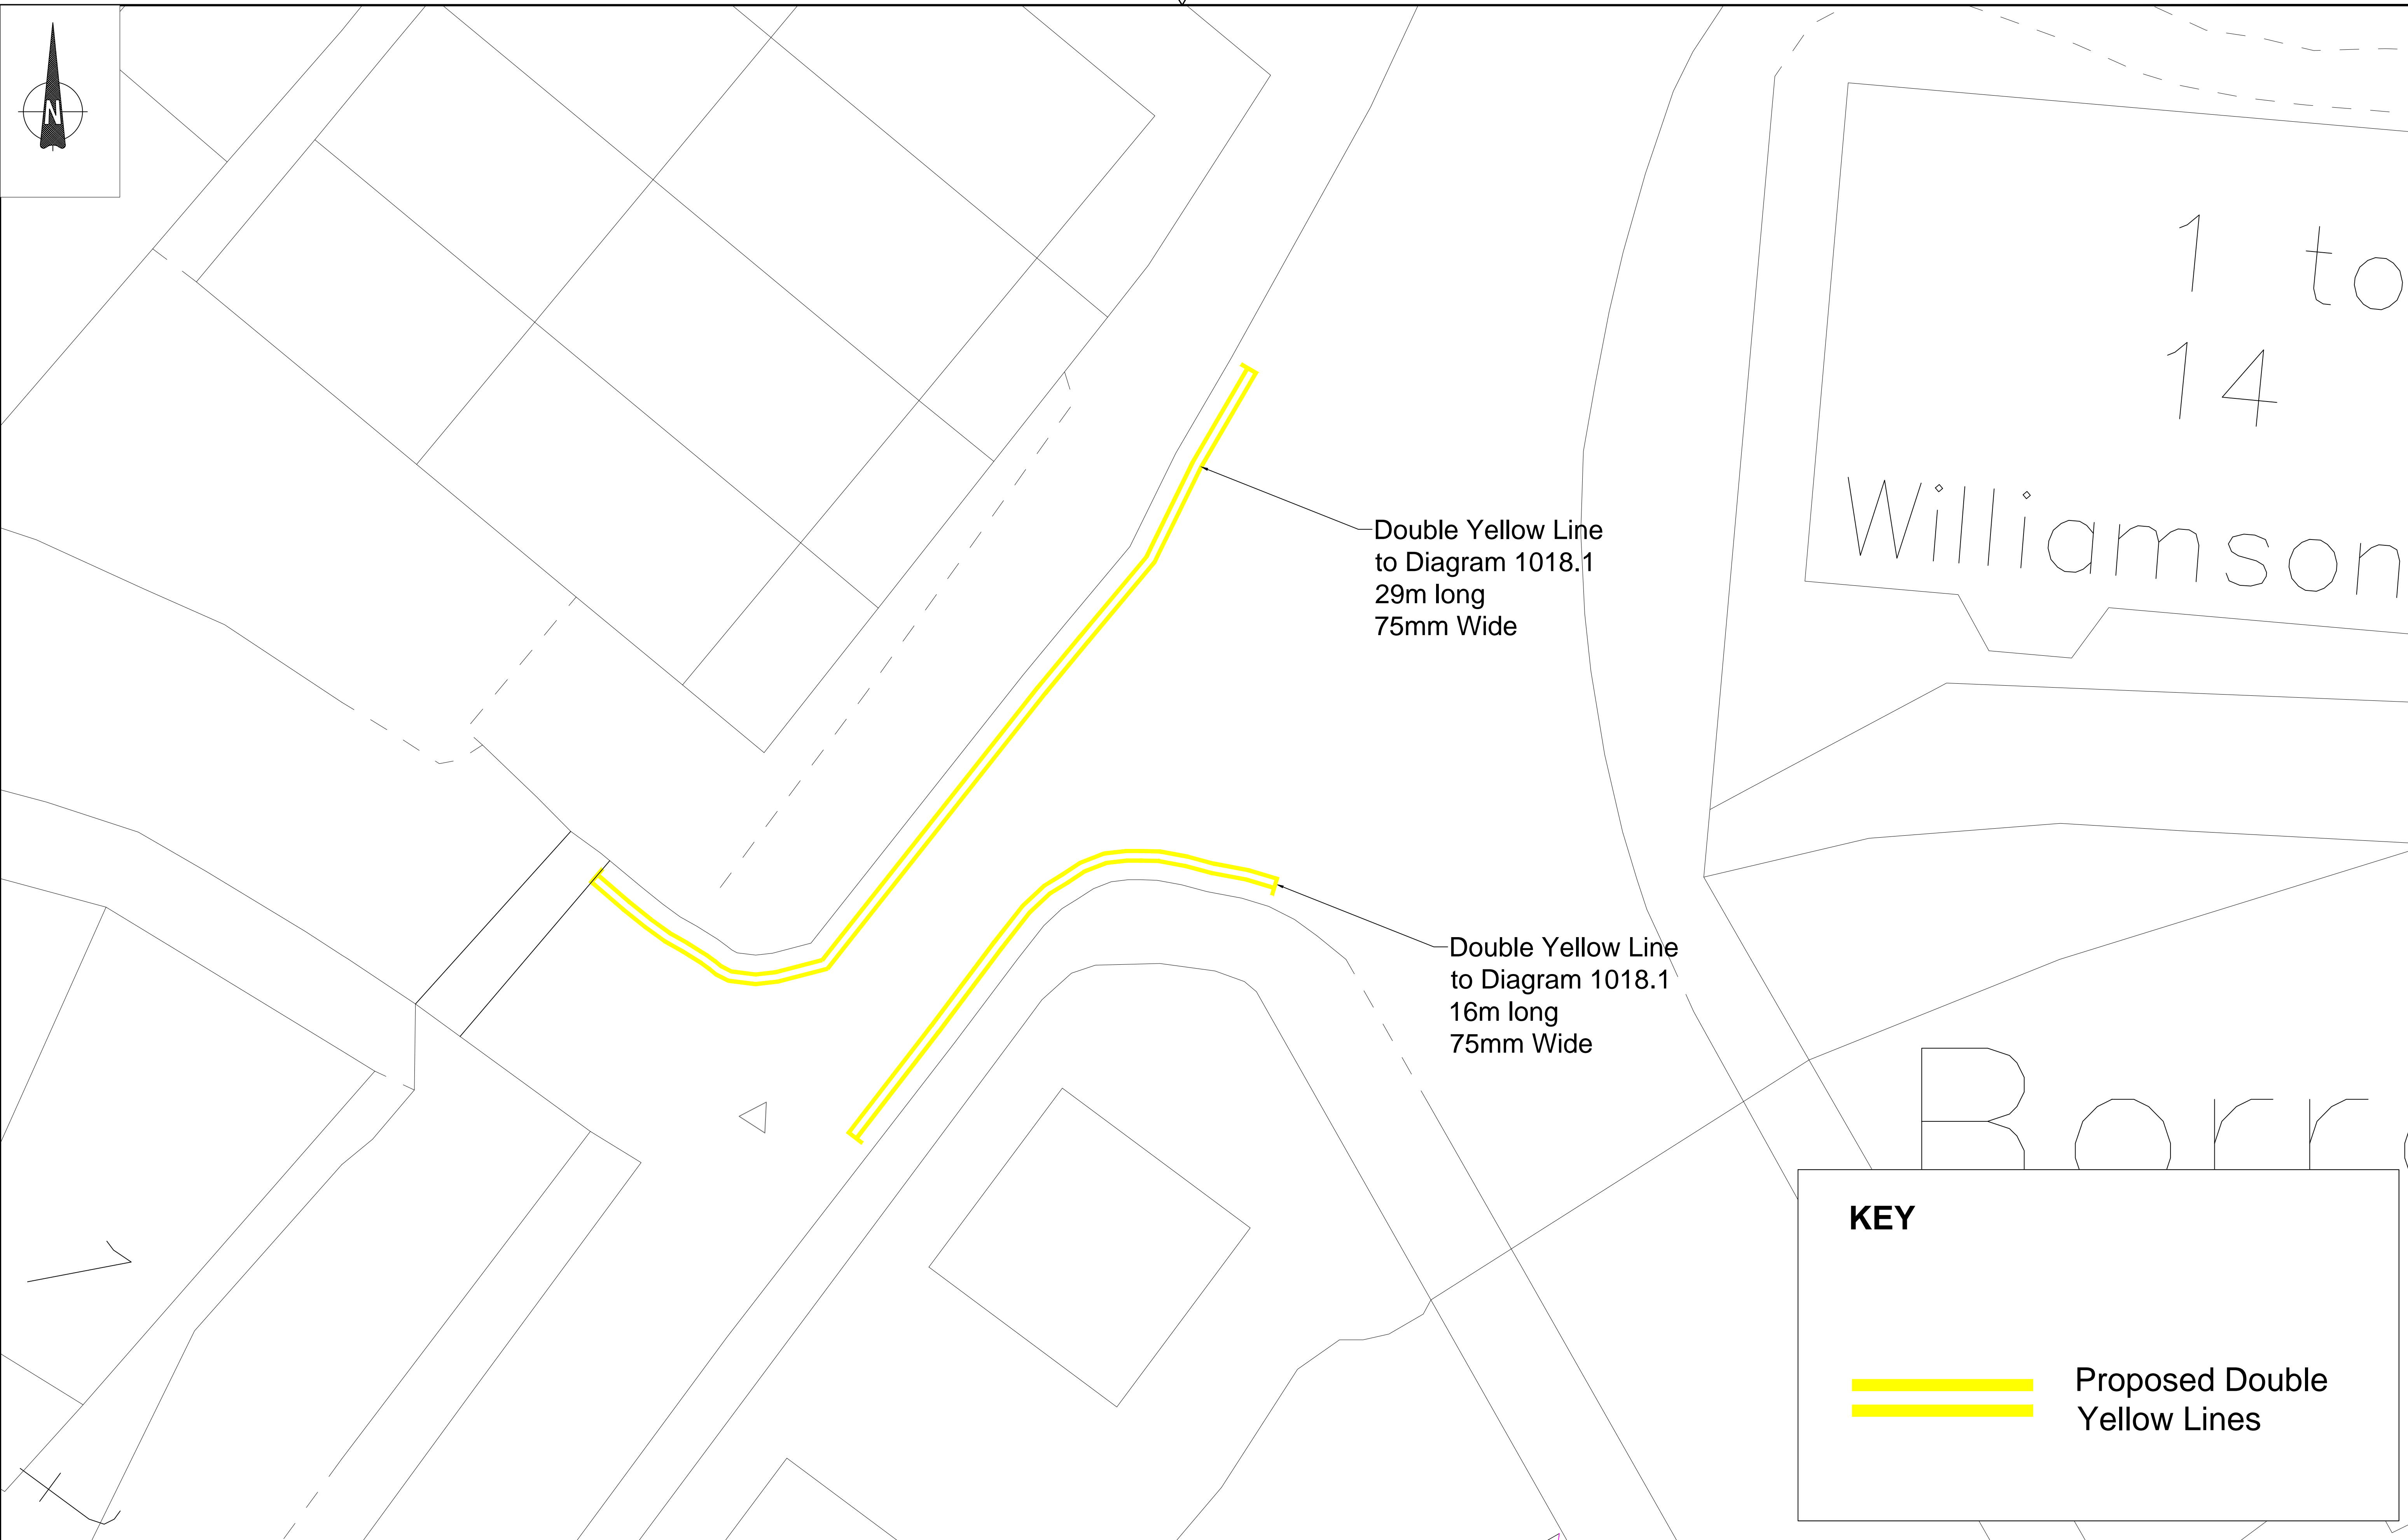 N
1 to
14
Williamson
Double Yellow Line
to Diagram 1018.1
29m long
75mm Wide
Double Yellow Line
to Diagram 1018.1
16m long
75mm Wide
KEY
Proposed Double
Yellow Lines